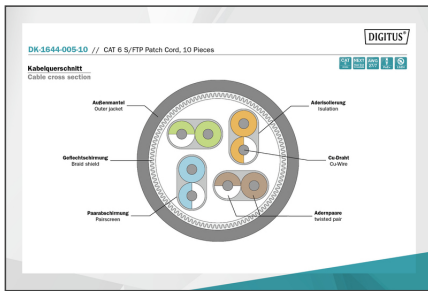 DIGITUS®
DK-1644-005-10 // CAT 6 S/FTP Patch Cord, 10 Pieces
Kabelquerschnitt
Cable cross section
Außenmantel
Outer jacket
Aderisolierung
Isolation
Geflechtschirmung
Braid shield
Cu-Draht
Cu-Wire
Paarabschirmung
Pairscreen
Adernpaare
twisted pair